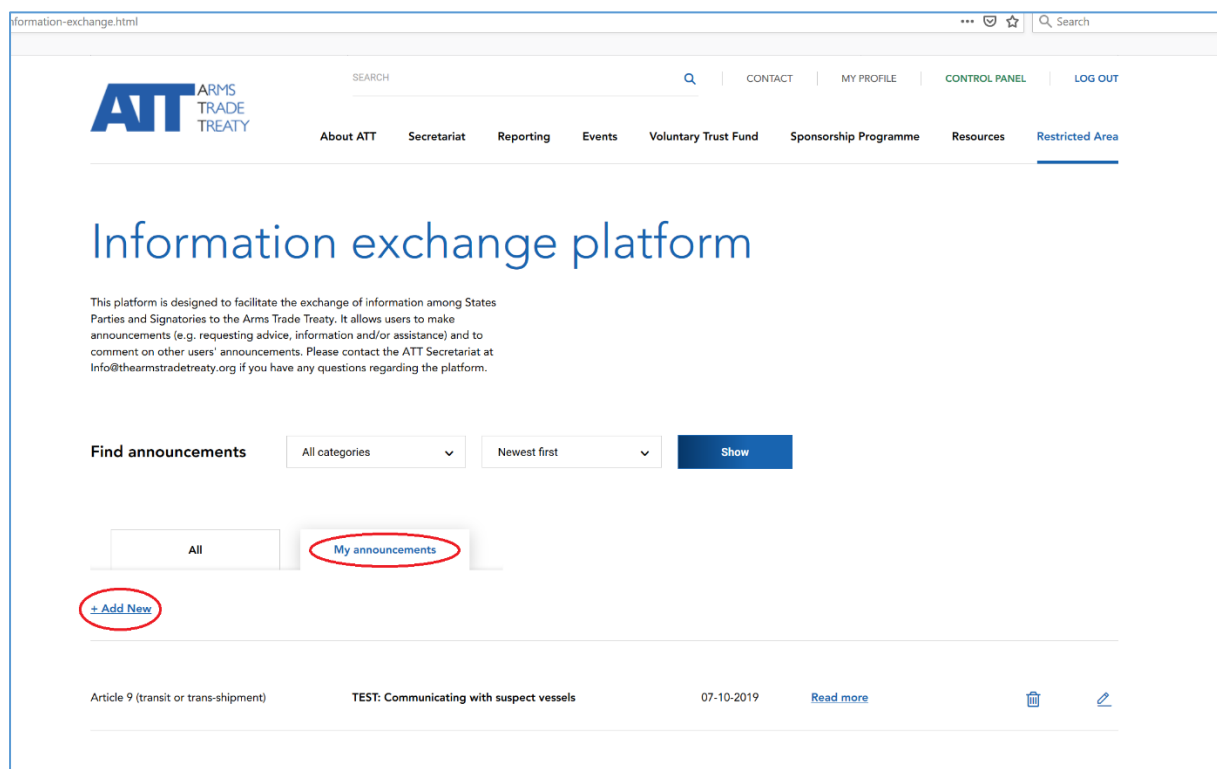 nformation-exchange.html
Search
ARMS
TRADE
TREATY
ATT
SEARCH
CONTACT
MY PROFILE
CONTROL PANEL
LOG OUT
About ATT
Secretariat
Reporting
Events
Voluntary Trust Fund
Sponsorship Programme
Resources
Restricted Area
Information exchange platform
This platform is designed to facilitate the exchange of information among States
Parties and Signatories to the Arms Trade Treaty. It allows users to make
announcements (e.g. requesting advice, information and/or assistance) and to
comment on other users' announcements. Please contact the ATT Secretariat at
Info@thearmstradetreaty.org if you have any questions regarding the platform.
Find announcements
All categories
Newest first
Show
All
My announcements
+ Add New
Article 9 (transit or trans-shipment)
TEST: Communicating with suspect vessels
07-10-2019
Read more